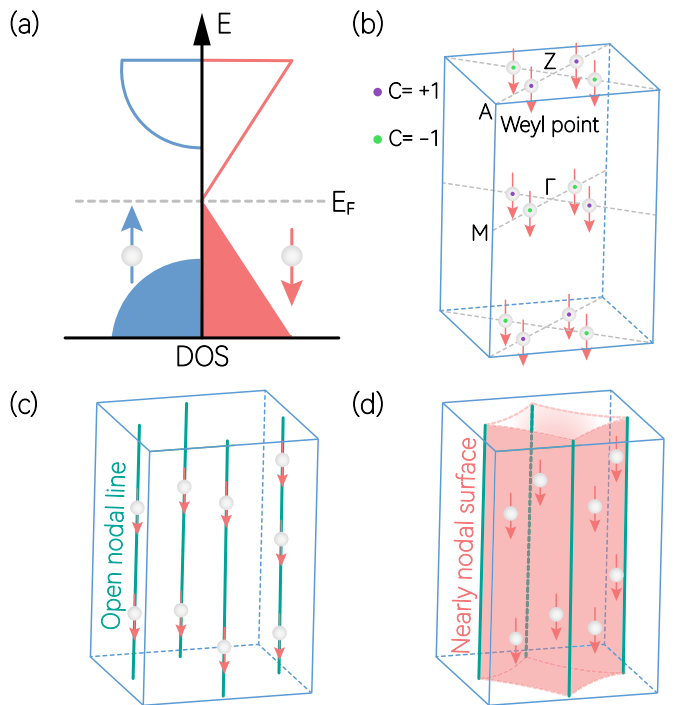 (a)
E
E_F
DOS
(b)
C= +1
C= −1
Z
A
Weyl point
Γ
M
(c)
Open nodal line
(d)
Nearly nodal surface